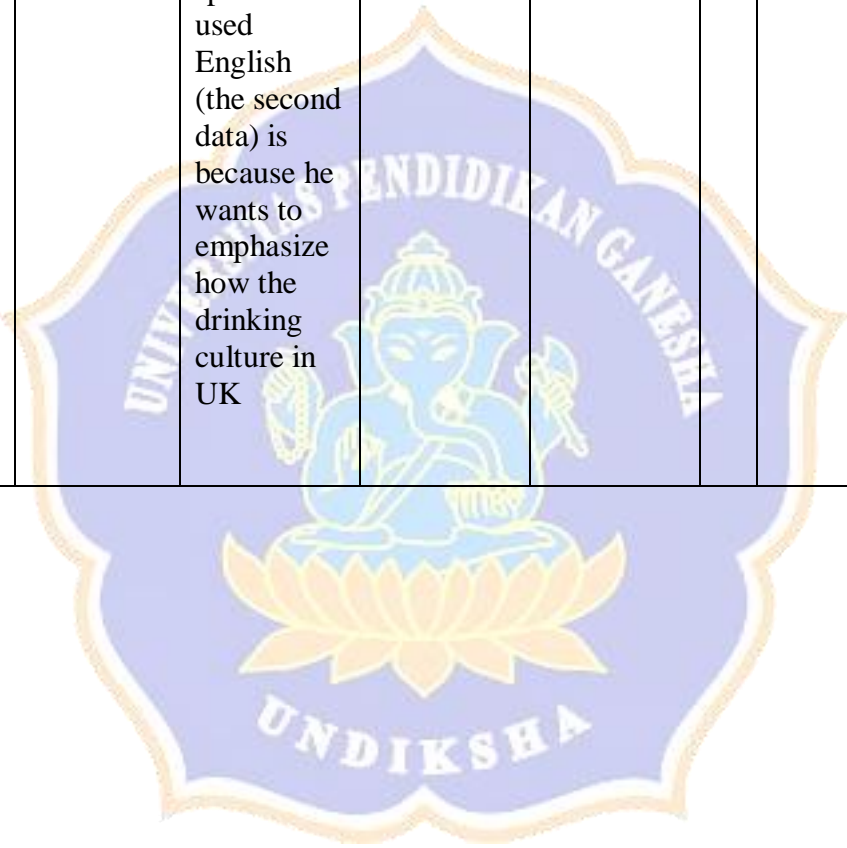 used
English
(the second
data) is
because he
wants to
emphasize
how the
drinking
culture in
UK
UNIVERSITAS PENDIDIKAN GANESHA
UNDIKSHA